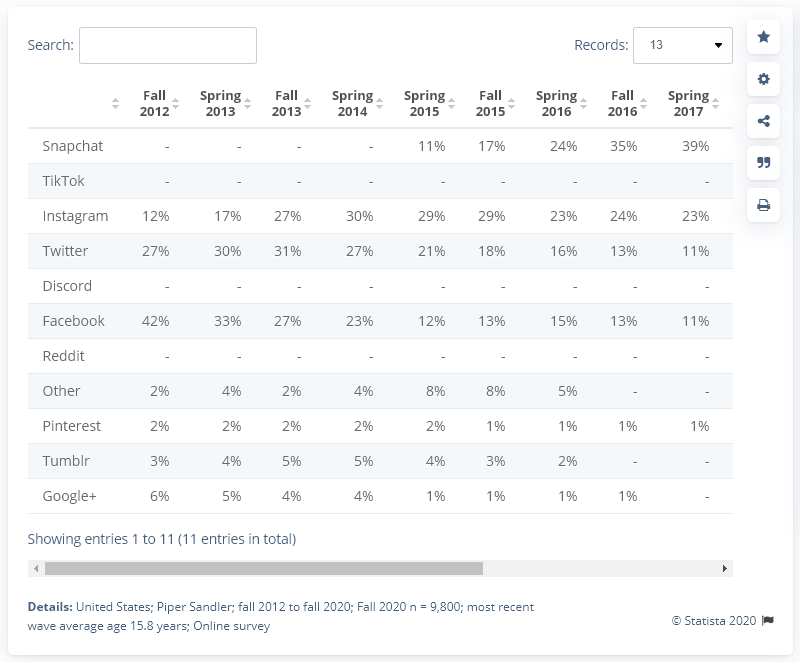 Search:
Records: 13
Fall 2012 Spring 2013 Fall 2013 Spring 2014 Spring 2015 Fall 2015 Spring 2016 Fall 2016 Spring 2017
Snapchat - - - - 11% 17% 24% 35% 39%
TikTok - - - - - - - - -
Instagram 12% 17% 27% 30% 29% 29% 23% 24% 23%
Twitter 27% 30% 31% 27% 21% 18% 16% 13% 11%
Discord - - - - - - - - -
Facebook 42% 33% 27% 23% 12% 13% 15% 13% 11%
Reddit - - - - - - - - -
Other 2% 4% 2% 4% 8% 8% 5% - -
Pinterest 2% 2% 2% 2% 2% 1% 1% 1% 1%
Tumblr 3% 4% 5% 5% 4% 3% 2% - -
Google+ 6% 5% 4% 4% 1% 1% 1% 1% -
Showing entries 1 to 11 (11 entries in total)
Details: United States; Piper Sandler; fall 2012 to fall 2020; Fall 2020 n = 9,800; most recent
wave average age 15.8 years; Online survey
© Statista 2020